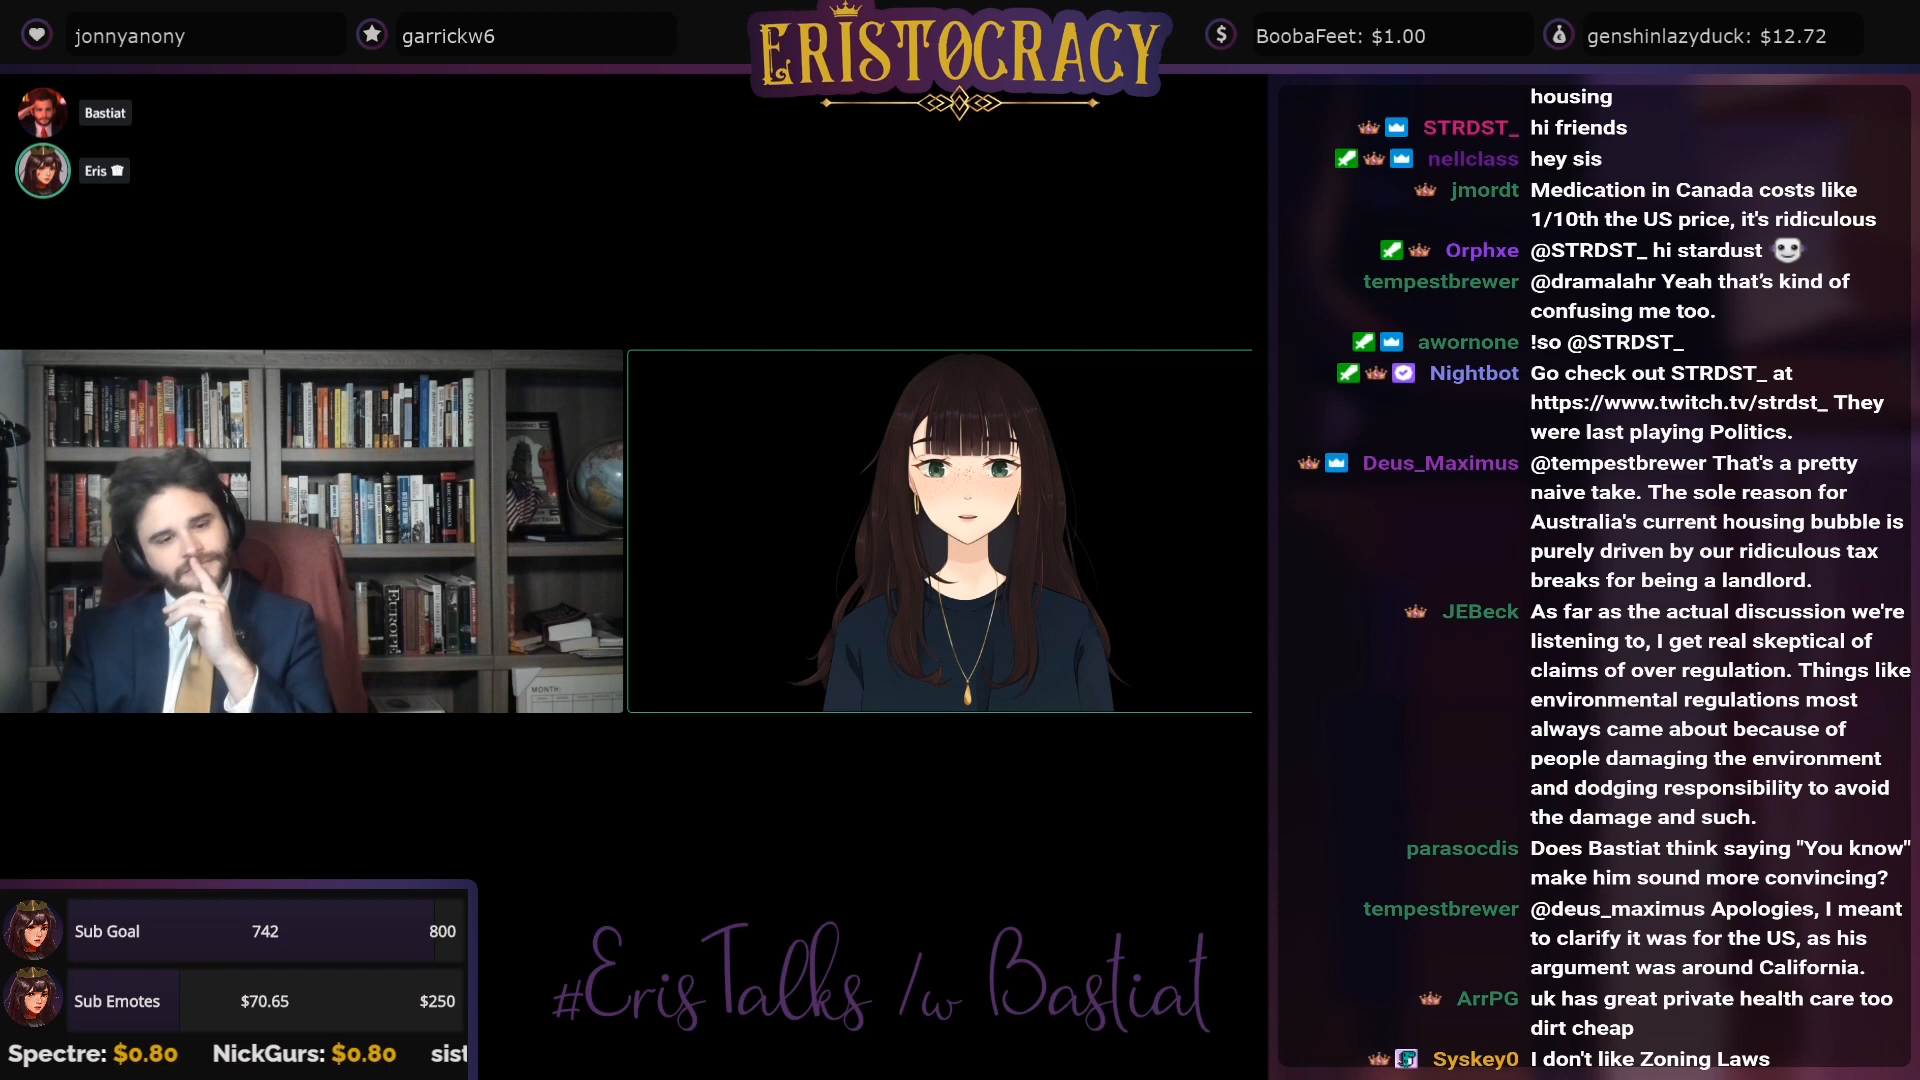 jonnyanony
garrickw6
ERISTOCRACY
BoobaFeet: $1.00
genshinlazyduck: $12.72
Bastiat
Eris
EUROPE
MONTH:
housing
STRDST_ hi friends
nellclass hey sis
jmordt Medication in Canada costs like
1/10th the US price, it's ridiculous
Orphxe @STRDST_ hi stardust
tempestbrewer @dramalahr Yeah that's kind of
confusing me too.
awornone !so @STRDST_
Nightbot Go check out STRDST_ at
https://www.twitch.tv/strdst_ They
were last playing Politics.
Deus_Maximus @tempestbrewer That's a pretty
naive take. The sole reason for
Australia's current housing bubble is
purely driven by our ridiculous tax
breaks for being a landlord.
JEBeck As far as the actual discussion we're
listening to, I get real skeptical of
claims of over regulation. Things like
environmental regulations most
always came about because of
people damaging the environment
and dodging responsibility to avoid
the damage and such.
parasocdis Does Bastiat think saying "You know"
make him sound more convincing?
tempestbrewer @deus_maximus Apologies, I meant
to clarify it was for the US, as his
argument was around California.
ArrPG uk has great private health care too
dirt cheap
Syskey0 I don't like Zoning Laws
Sub Goal 742 800
Sub Emotes $70.65 $250
Spectre: $0.80 NickGurs: $0.80 sist
#ErisTalks /w Bastiat